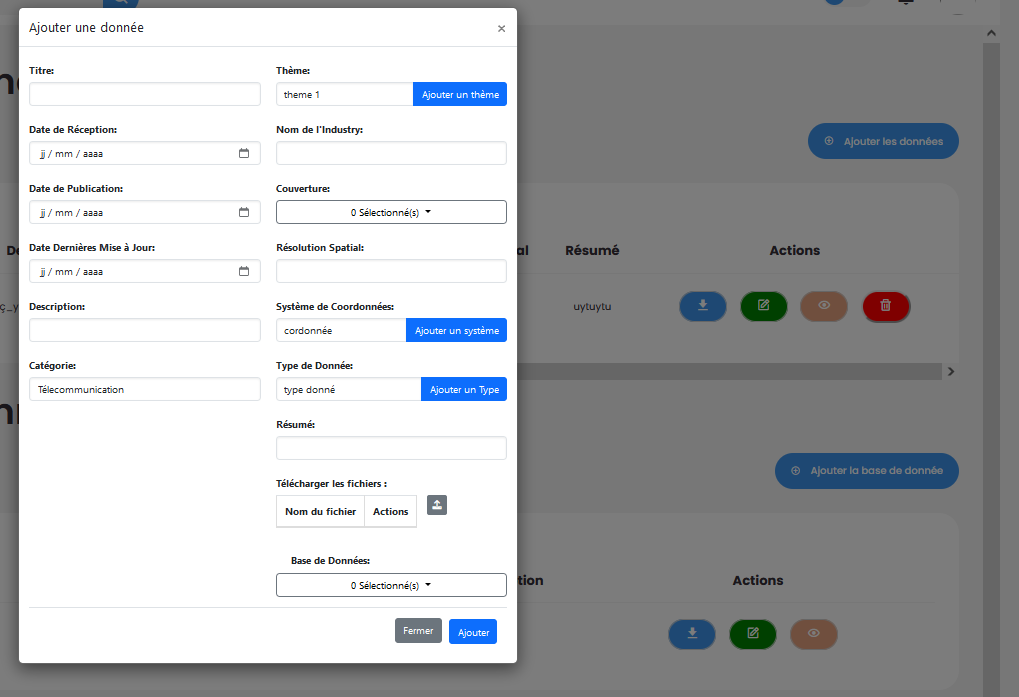 Ajouter une donnée
×
Titre:
Thème:
theme 1
Ajouter un thème
Date de Réception:
jj / mm / aaaa
Nom de l'Industry:
Date de Publication:
jj / mm / aaaa
Couverture:
0 Sélectionné(s)
Date Dernières Mise à Jour:
jj / mm / aaaa
Résolution Spatial:
Description:
Système de Coordonnées:
cordonnée
Ajouter un système
Catégorie:
Télecommunication
Type de Donnée:
type donné
Ajouter un Type
Résumé:
Télécharger les fichiers :
Nom du fichier
Actions
Base de Données:
0 Sélectionné(s)
Fermer
Ajouter
Ajouter les données
Résumé
Actions
uytuytu
Ajouter la base de donnée
Actions